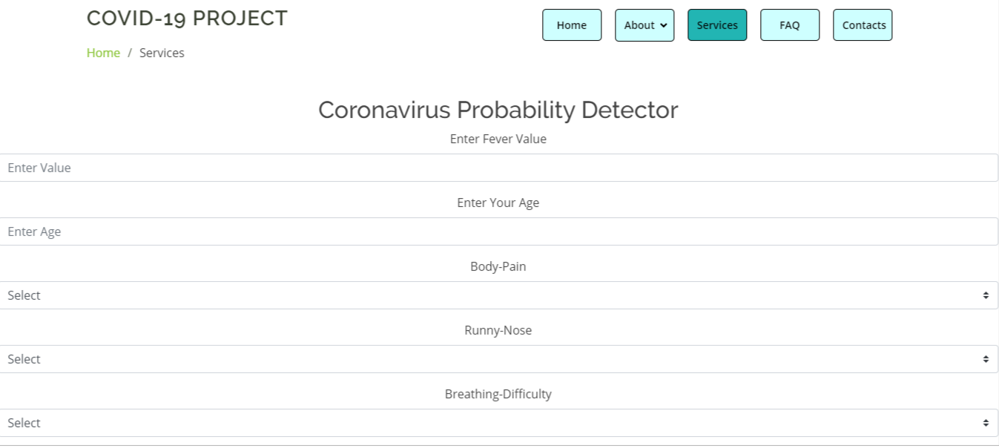 COVID-19 PROJECT
Home About Services FAQ Contacts
Home / Services
Coronavirus Probability Detector
Enter Fever Value
Enter Value
Enter Your Age
Enter Age
Body-Pain
Select
Runny-Nose
Select
Breathing-Difficulty
Select